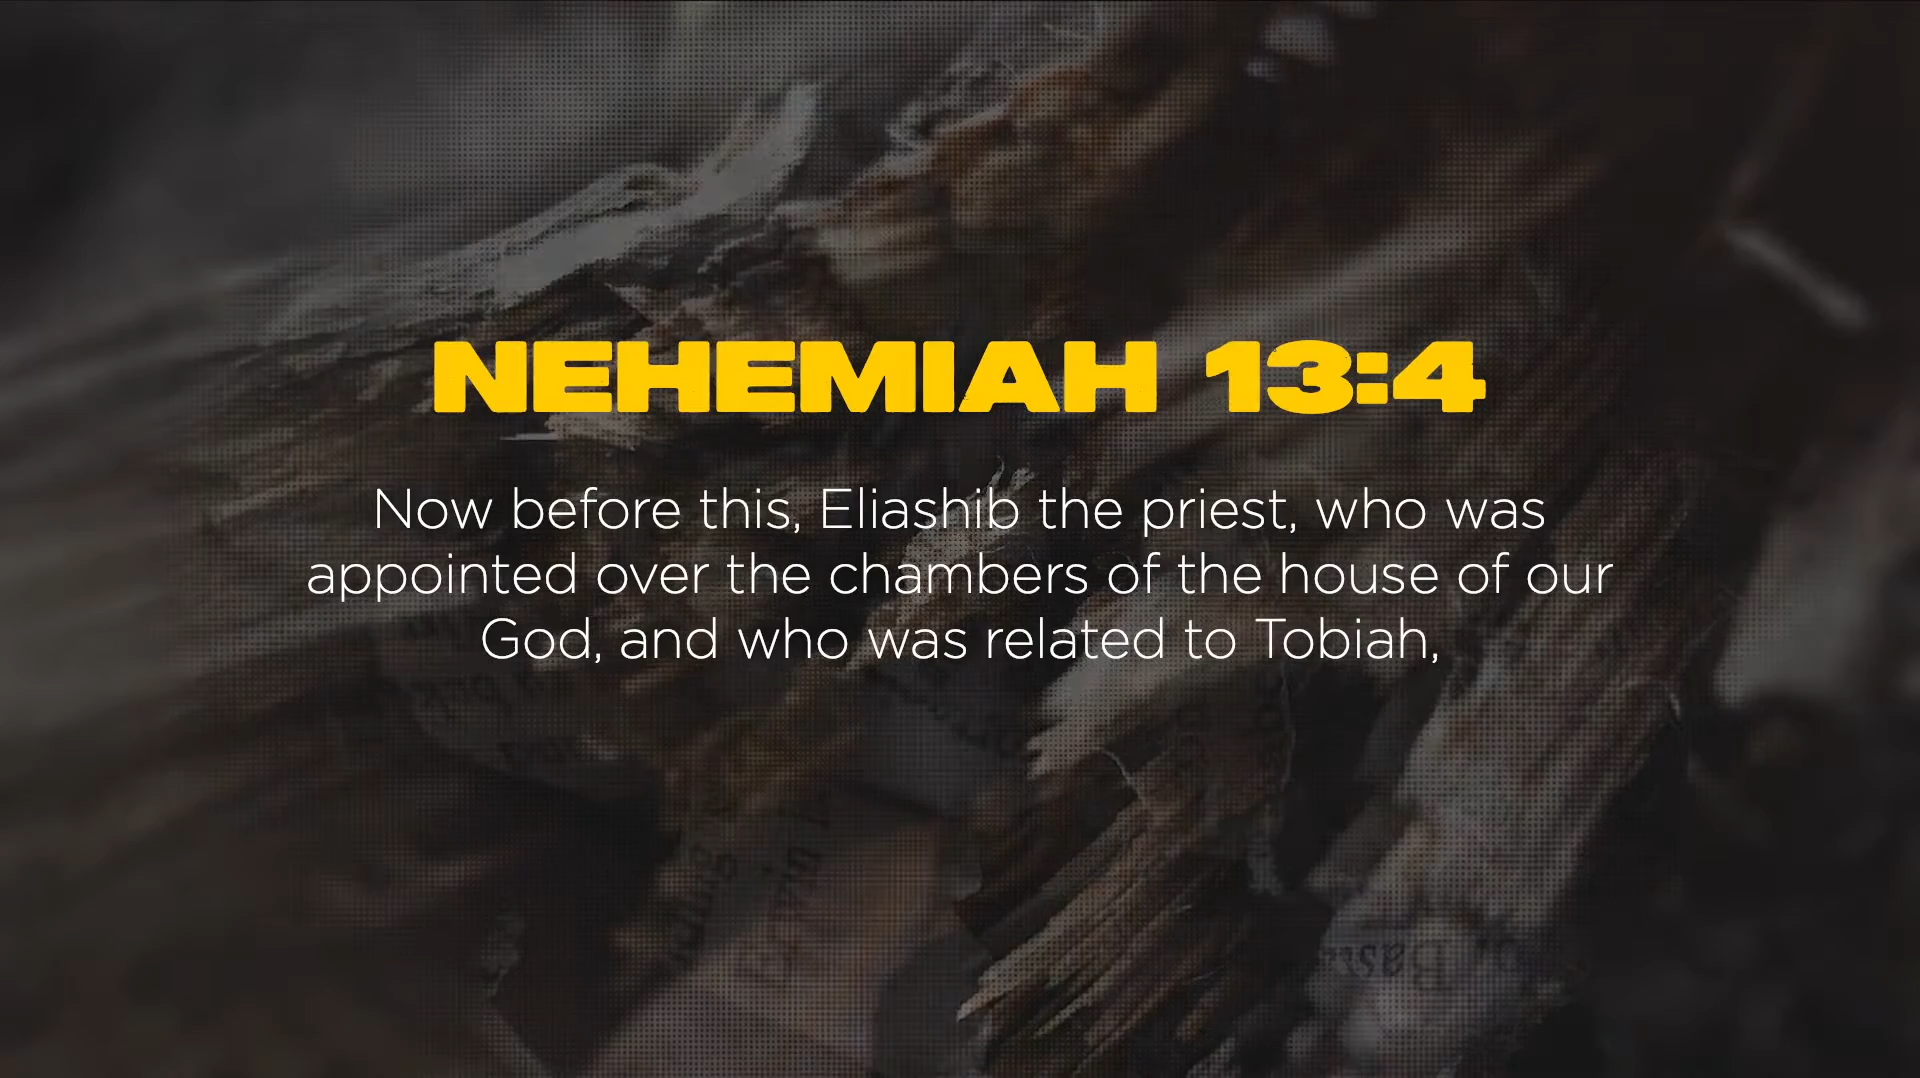 NEHEMIAH 13:4
Now before this, Eliashib the priest, who was
appointed over the chambers of the house of our
God, and who was related to Tobiah,